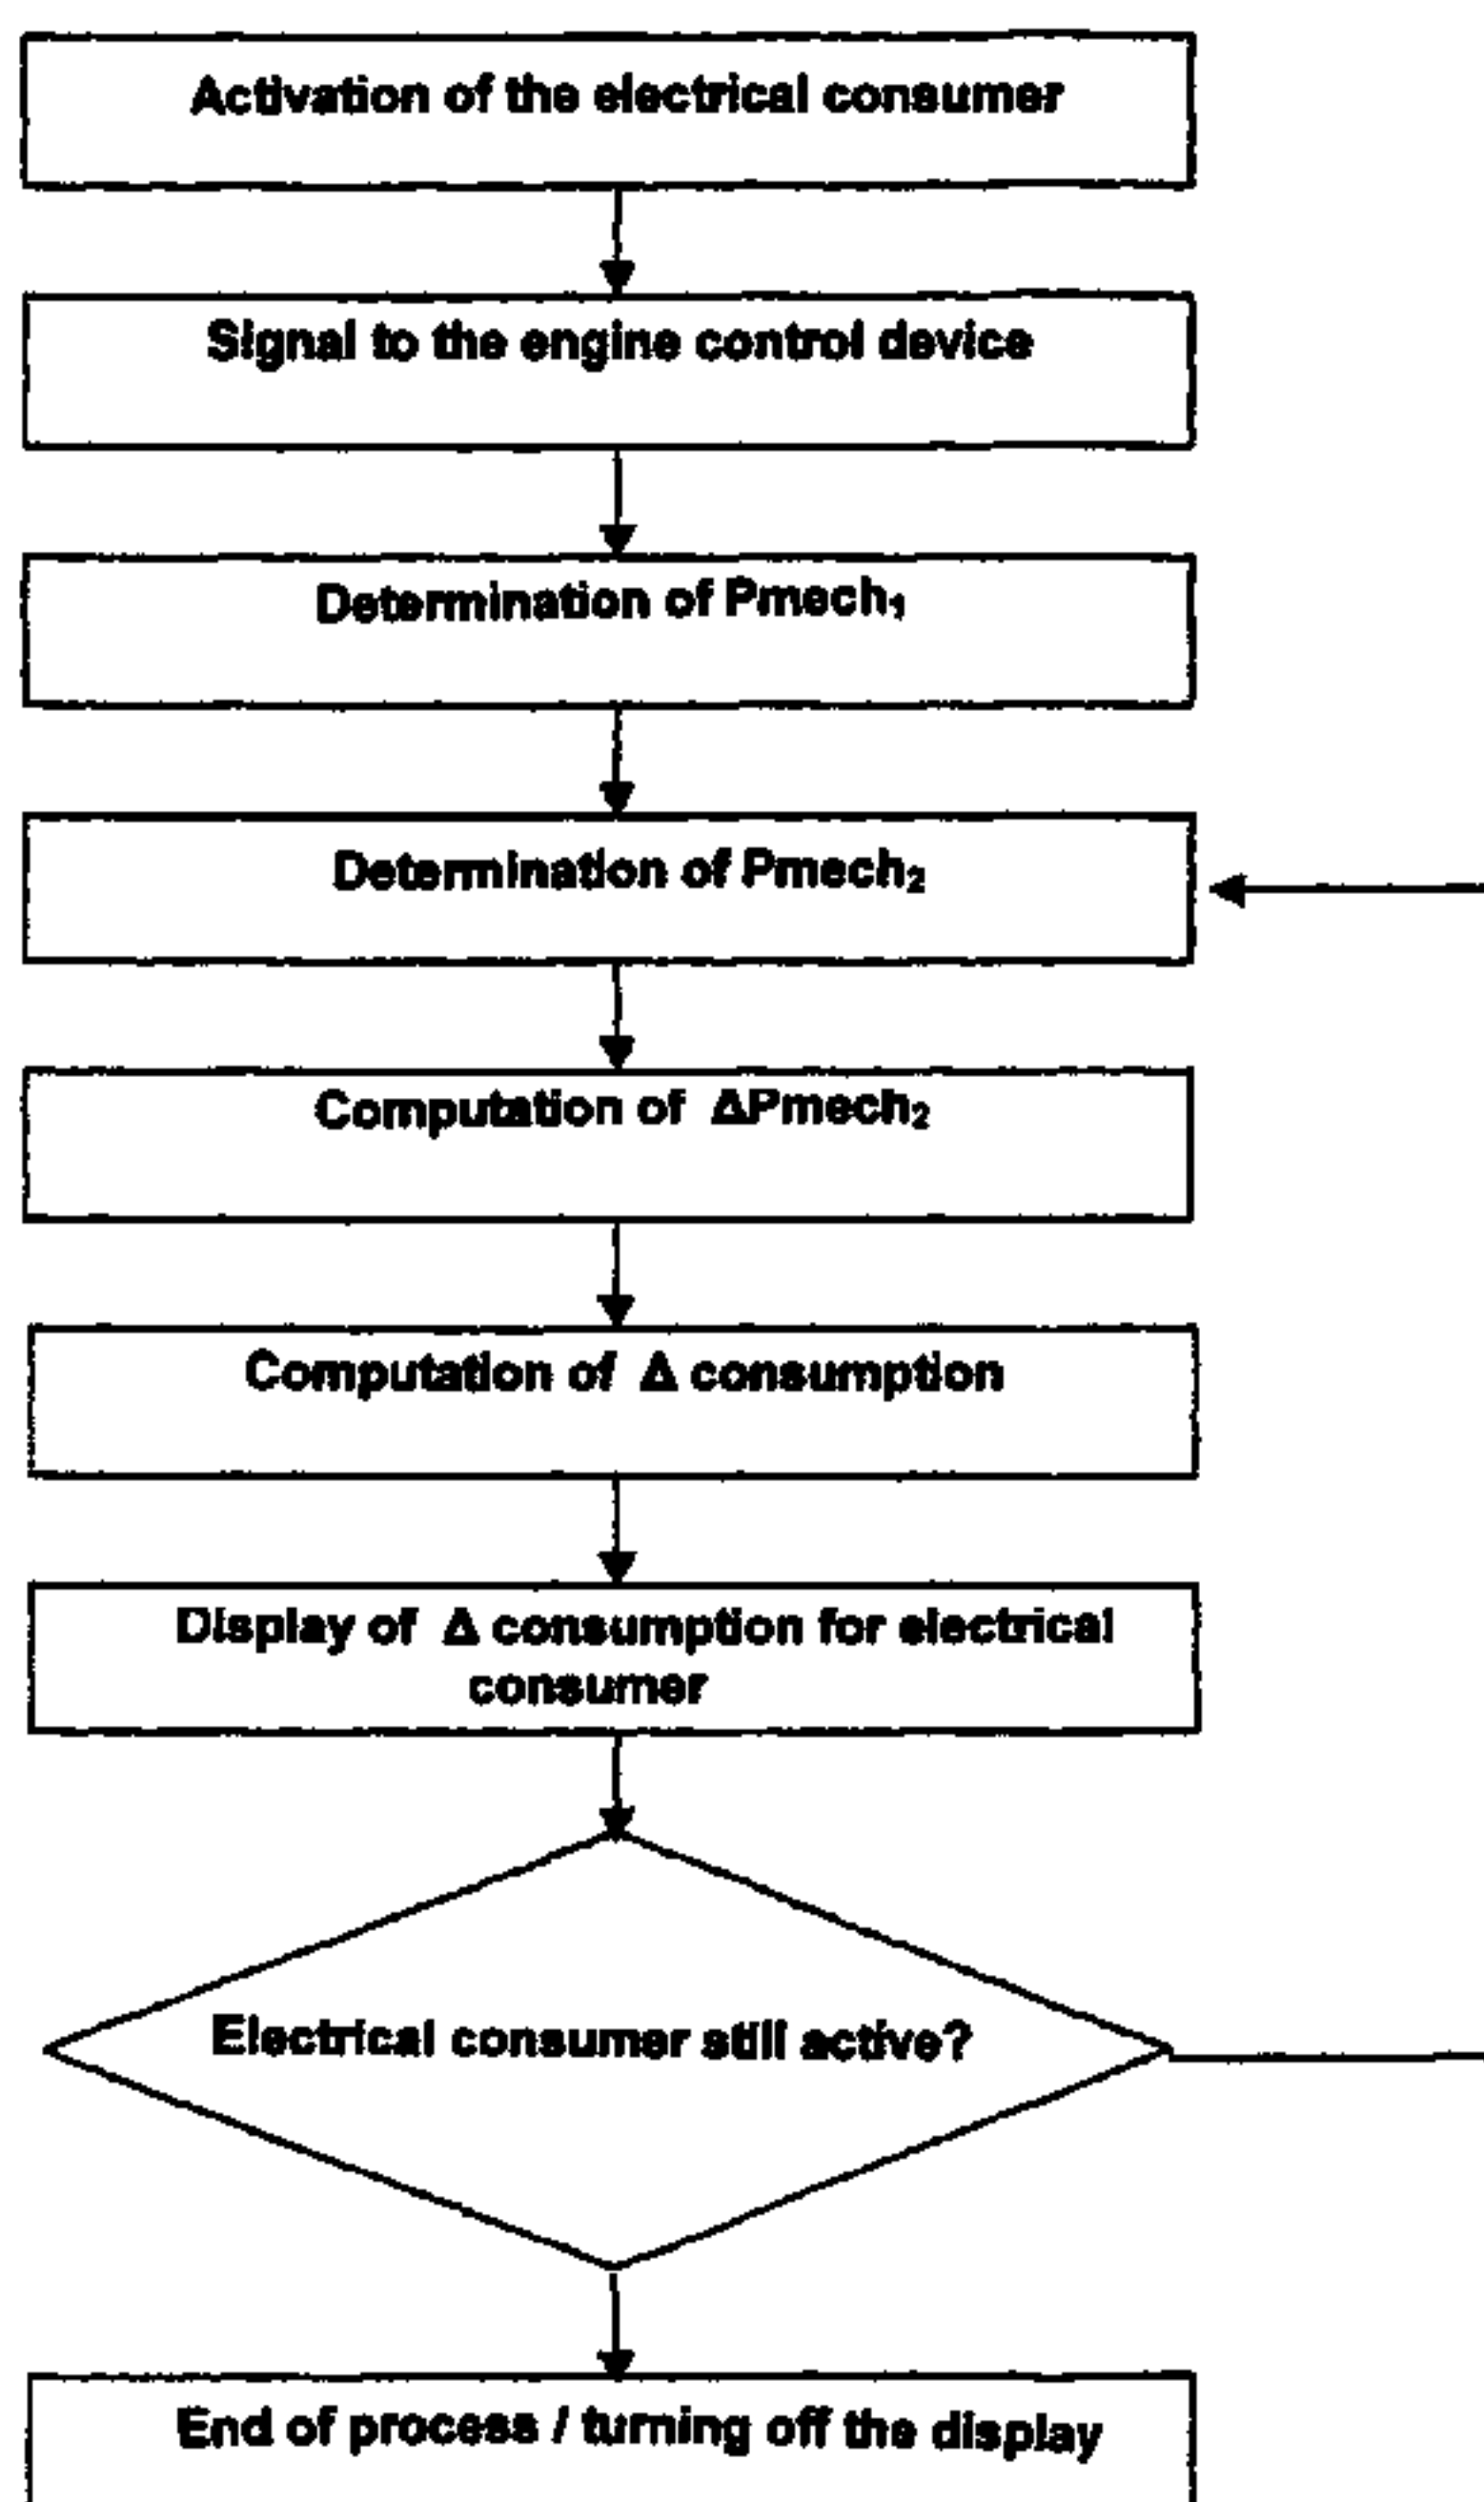 Activation of the electrical consumer
Signal to the engine control device
Determination of Pmech₁
Determination of Pmech₂
Computation of ΔPmech₂
Computation of Δ consumption
Display of Δ consumption for electrical
consumer
Electrical consumer still active?
End of process / turning off the display